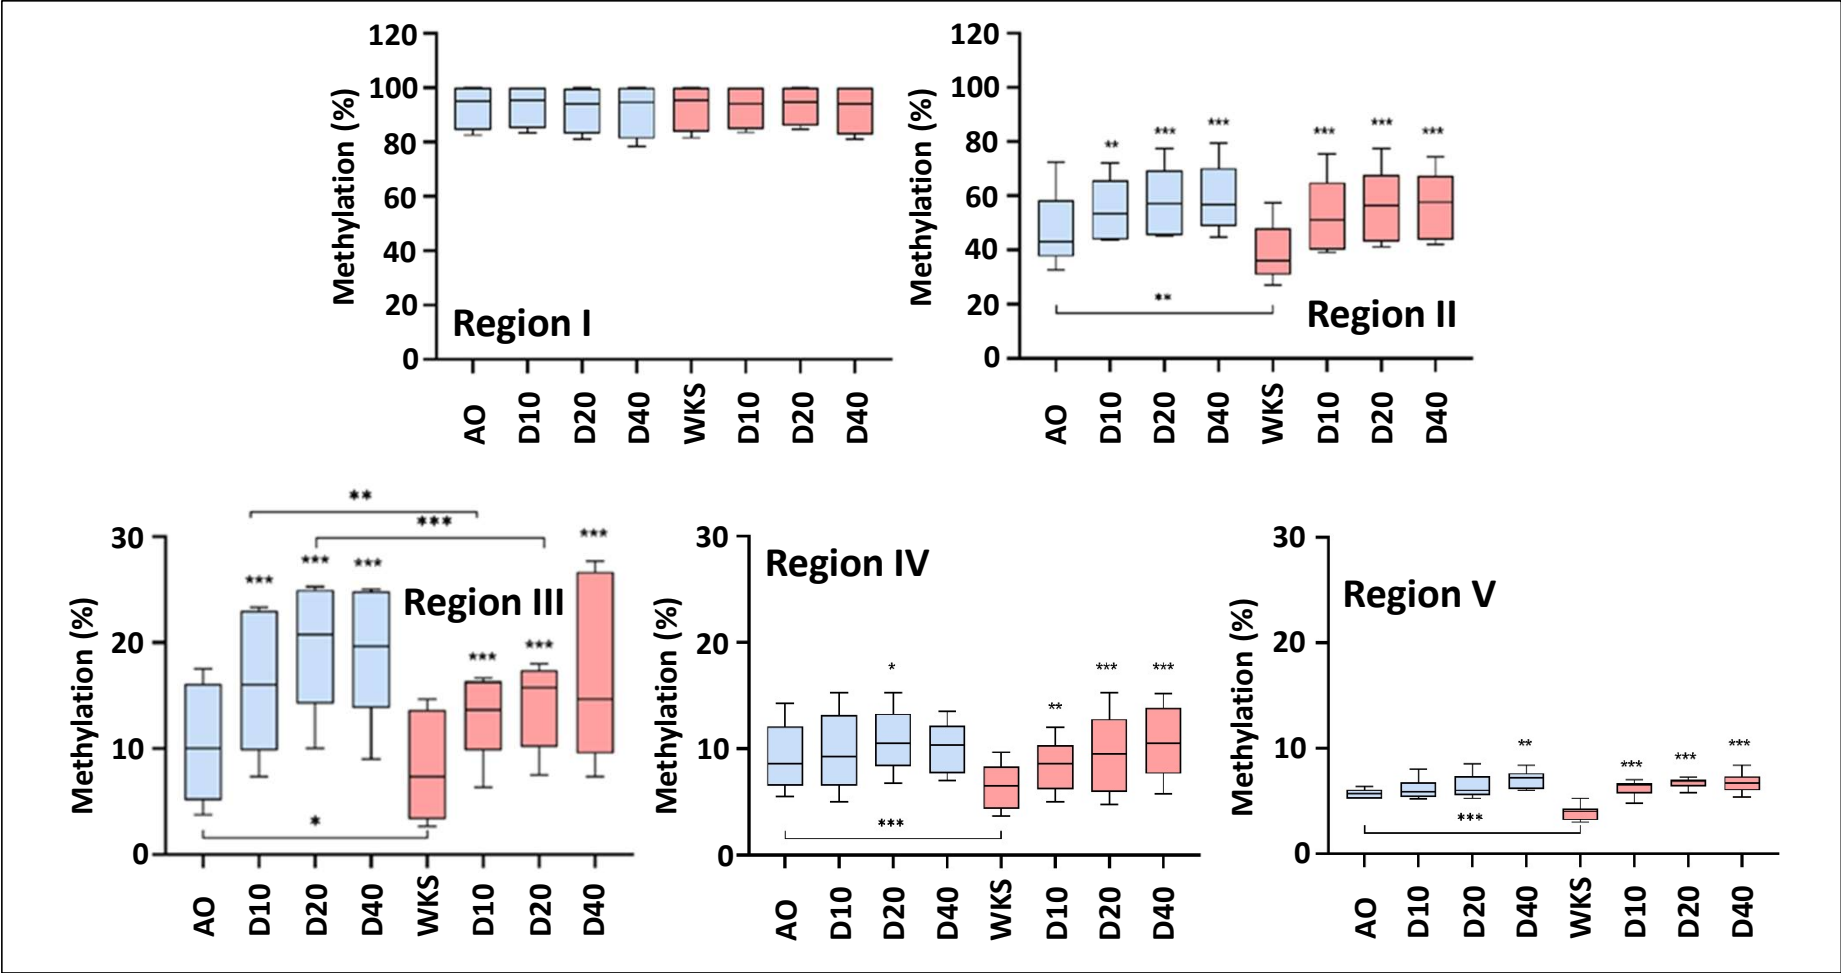 120
100
80
60
40
20
0
Methylation (%)
Region I
AO
D10
D20
D40
WKS
D10
D20
D40
120
100
80
60
40
20
0
Methylation (%)
**
***
***
***
***
***
**
Region II
AO
D10
D20
D40
WKS
D10
D20
D40
30
20
10
0
Methylation (%)
**
***
***
***
***
***
***
***
*
Region III
AO
D10
D20
D40
WKS
D10
D20
D40
30
20
10
0
Methylation (%)
Region IV
*
**
***
***
***
AO
D10
D20
D40
WKS
D10
D20
D40
30
20
10
0
Methylation (%)
Region V
**
***
***
***
***
AO
D10
D20
D40
WKS
D10
D20
D40